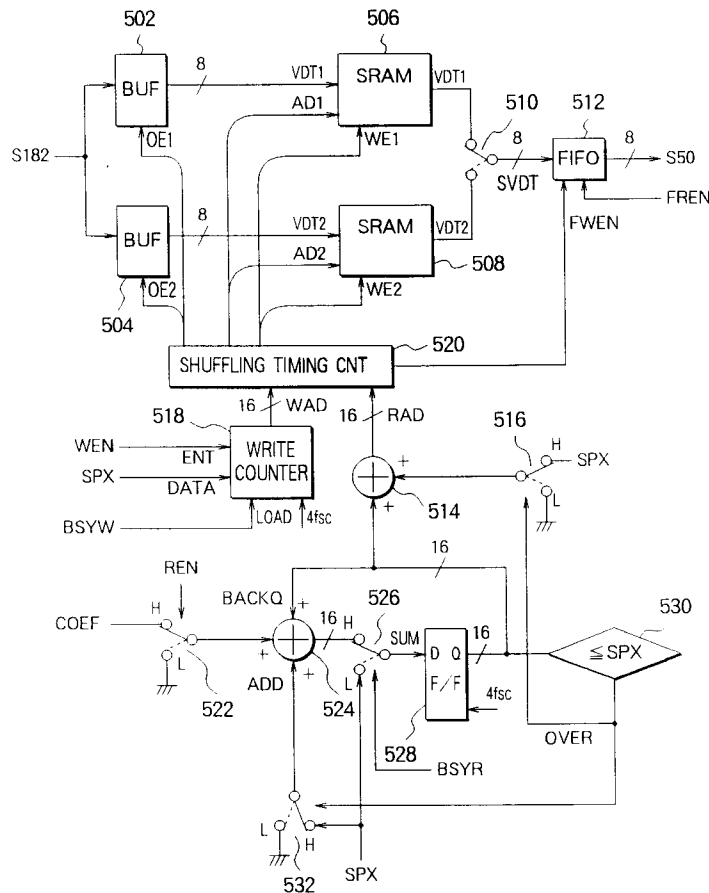 502
506
BUF
8
VDT1
SRAM
VDT1
510
512
AD1
OE1
WE1
S182
8
FIFO
8
S50
SVDT
FREN
FWEN
BUF
8
VDT2
SRAM
VDT2
AD2
508
504
OE2
WE2
520
SHUFFLING TIMING CNT
16
WAD
16
RAD
518
516
H
SPX
WEN
ENT
WRITE
COUNTER
SPX
DATA
+
+
514
L
BSYW
LOAD
4fsc
16
REN
BACKQ
+
16
H
526
530
COEF
H
SUM
16
+
D Q
≦SPX
L
ADD
+
L
F/F
522
524
4fsc
528
OVER
BSYR
L
H
532
SPX